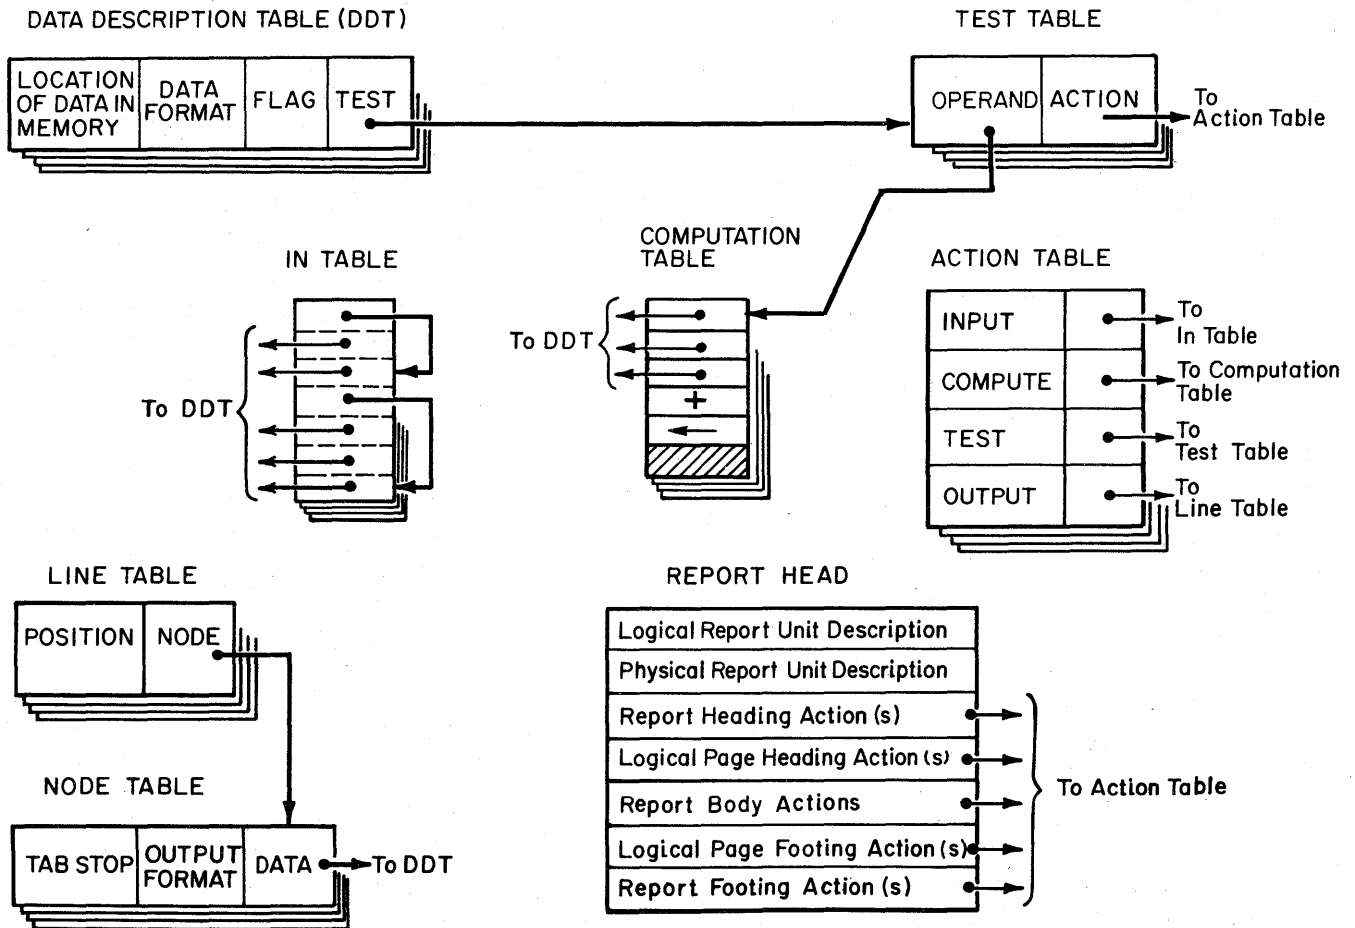 DATA DESCRIPTION TABLE (DDT)
LOCATION
OF DATA IN
MEMORY
DATA
FORMAT
FLAG
TEST
TEST TABLE
OPERAND
ACTION
To
Action Table
IN TABLE
To DDT
COMPUTATION
TABLE
To DDT
+
ACTION TABLE
INPUT
To
In Table
COMPUTE
To Computation
Table
TEST
To
Test Table
OUTPUT
To
Line Table
LINE TABLE
POSITION
NODE
NODE TABLE
TAB STOP
OUTPUT
FORMAT
DATA
To DDT
REPORT HEAD
Logical Report Unit Description
Physical Report Unit Description
Report Heading Action (s)
Logical Page Heading Action (s)
Report Body Actions
Logical Page Footing Action (s)
Report Footing Action (s)
To Action Table